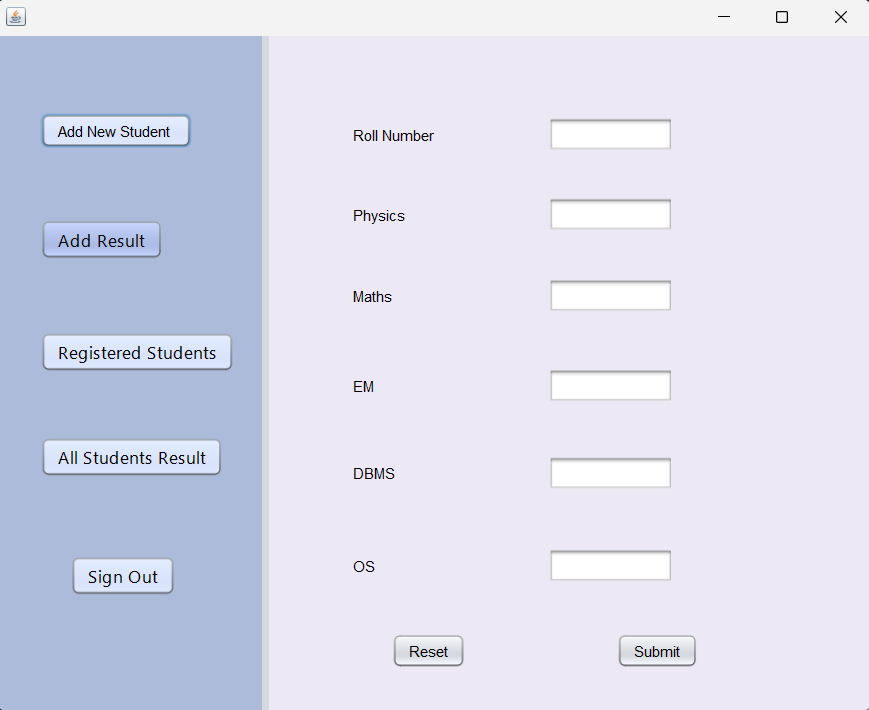 Add New Student
Add Result
Registered Students
All Students Result
Sign Out
Roll Number
Physics
Maths
EM
DBMS
OS
Reset
Submit